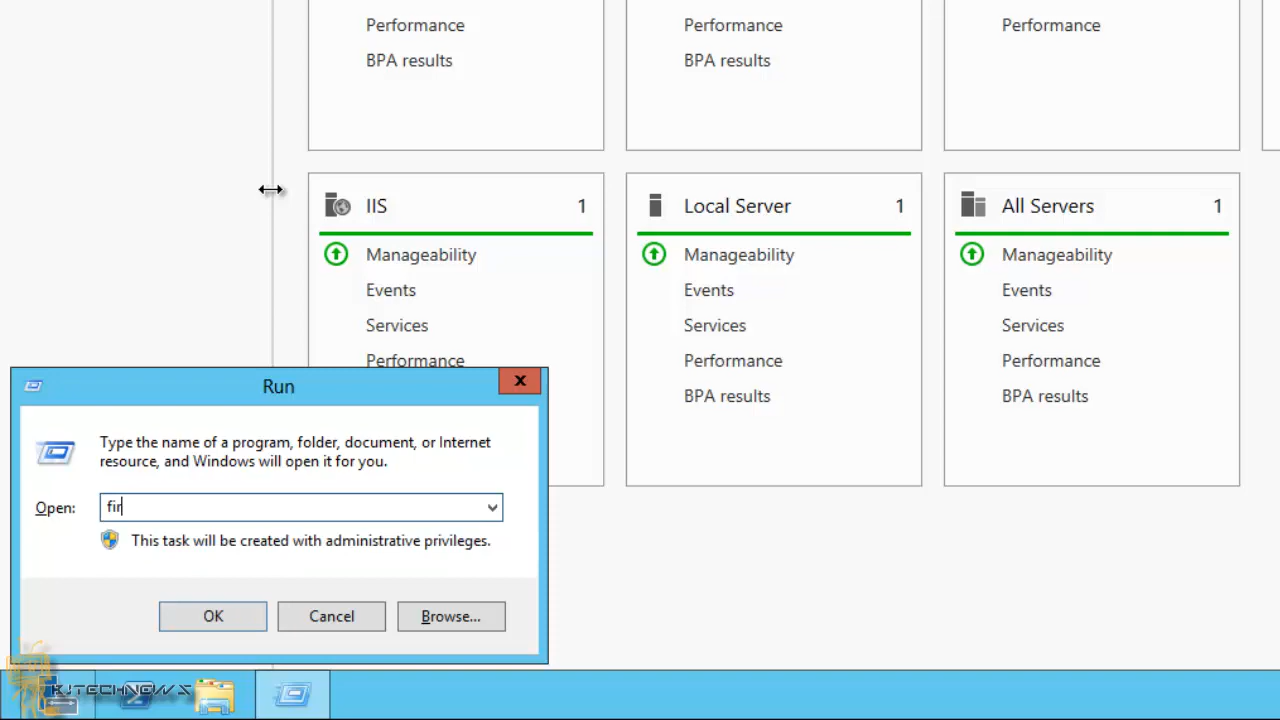 Performance
BPA results
Performance
BPA results
Performance
IIS 1
Manageability
Events
Services
Performance
Local Server 1
Manageability
Events
Services
Performance
BPA results
All Servers 1
Manageability
Events
Services
Performance
BPA results
Run
x
Type the name of a program, folder, document, or Internet
resource, and Windows will open it for you.
Open: fir
This task will be created with administrative privileges.
OK Cancel Browse...
KJTECHNEWS